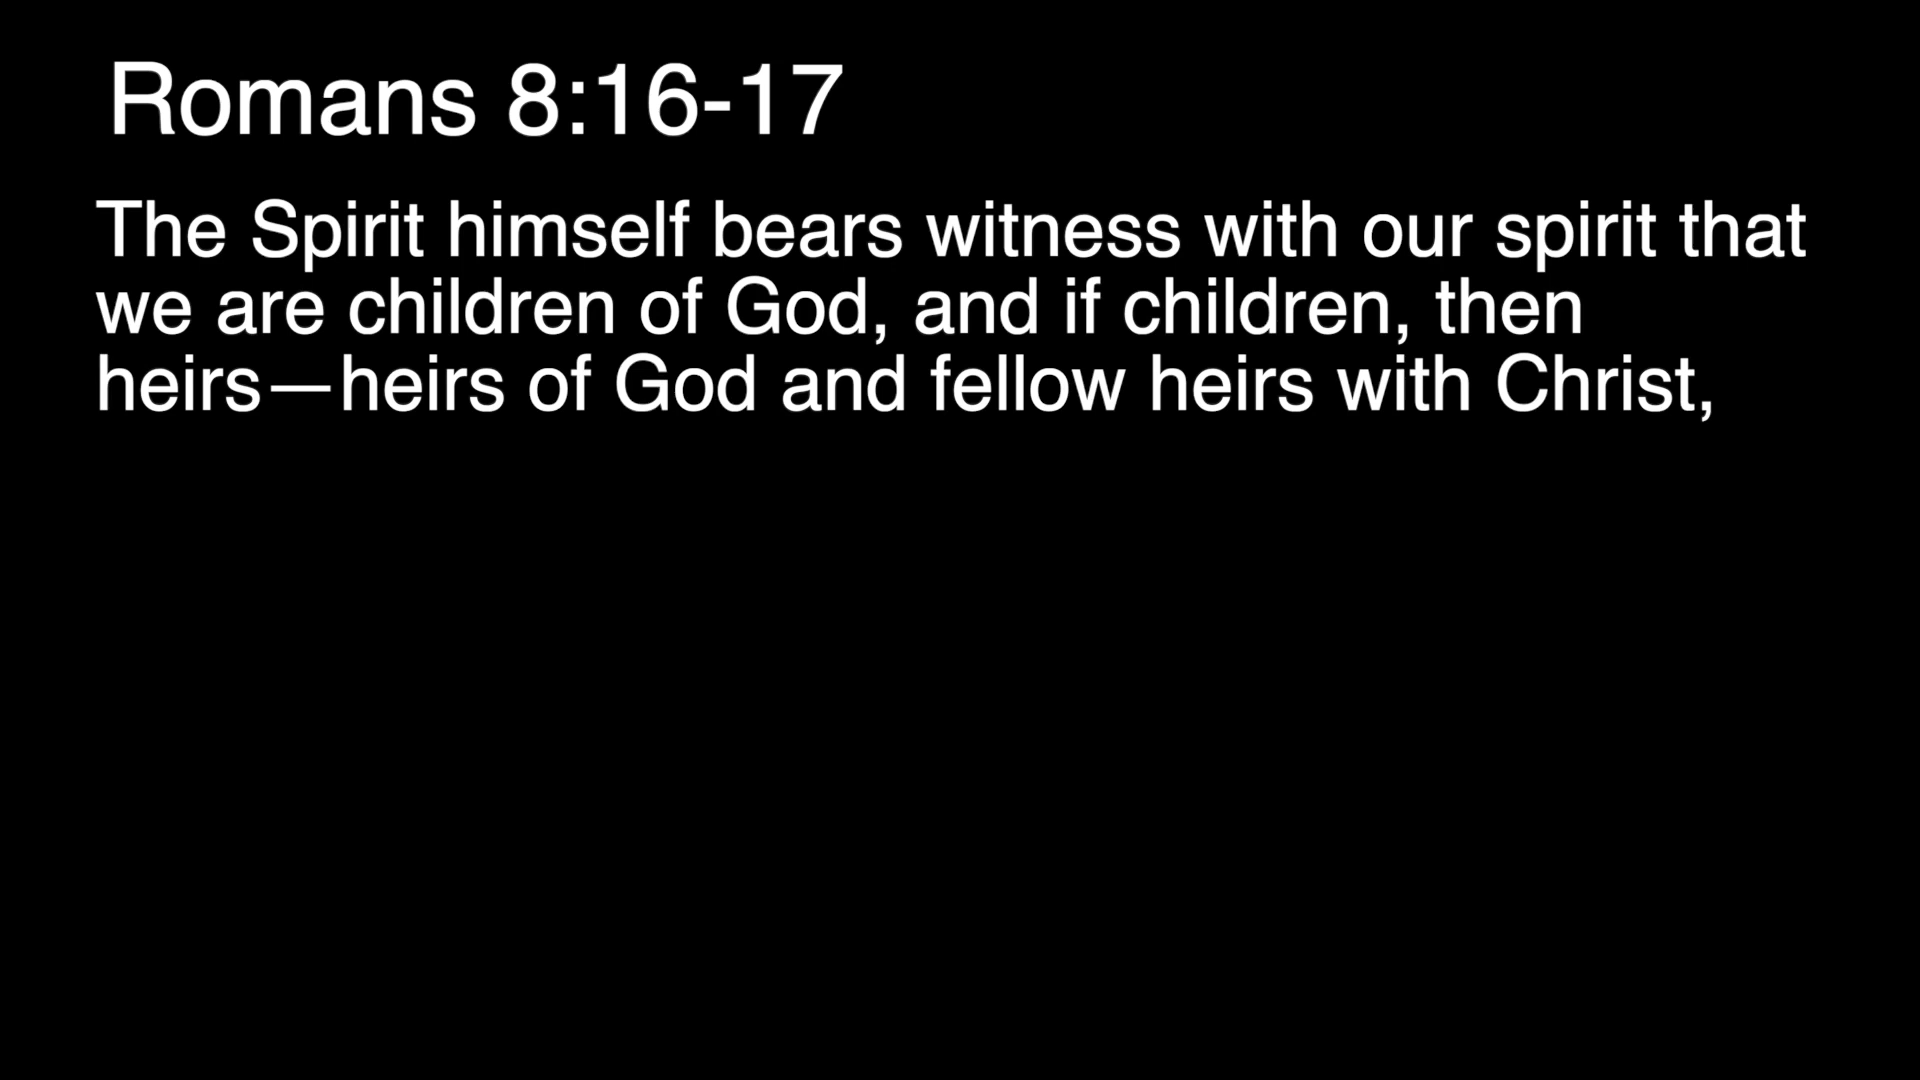 Romans 8:16-17
The Spirit himself bears witness with our spirit that
we are children of God, and if children, then
heirs—heirs of God and fellow heirs with Christ,